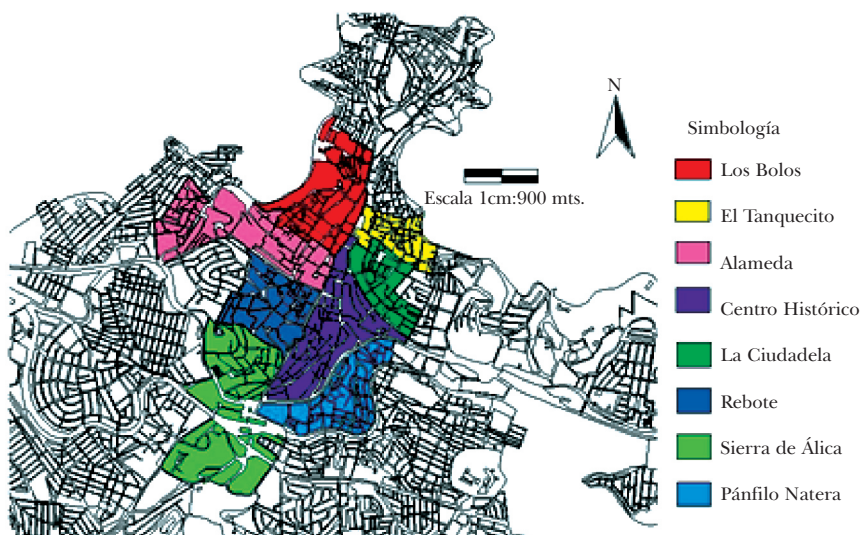 N
Simbología
Los Bolos
Escala 1cm:900 mts.
El Tanquecito
Alameda
Centro Histórico
La Ciudadela
Rebote
Sierra de Álica
Pánfilo Natera